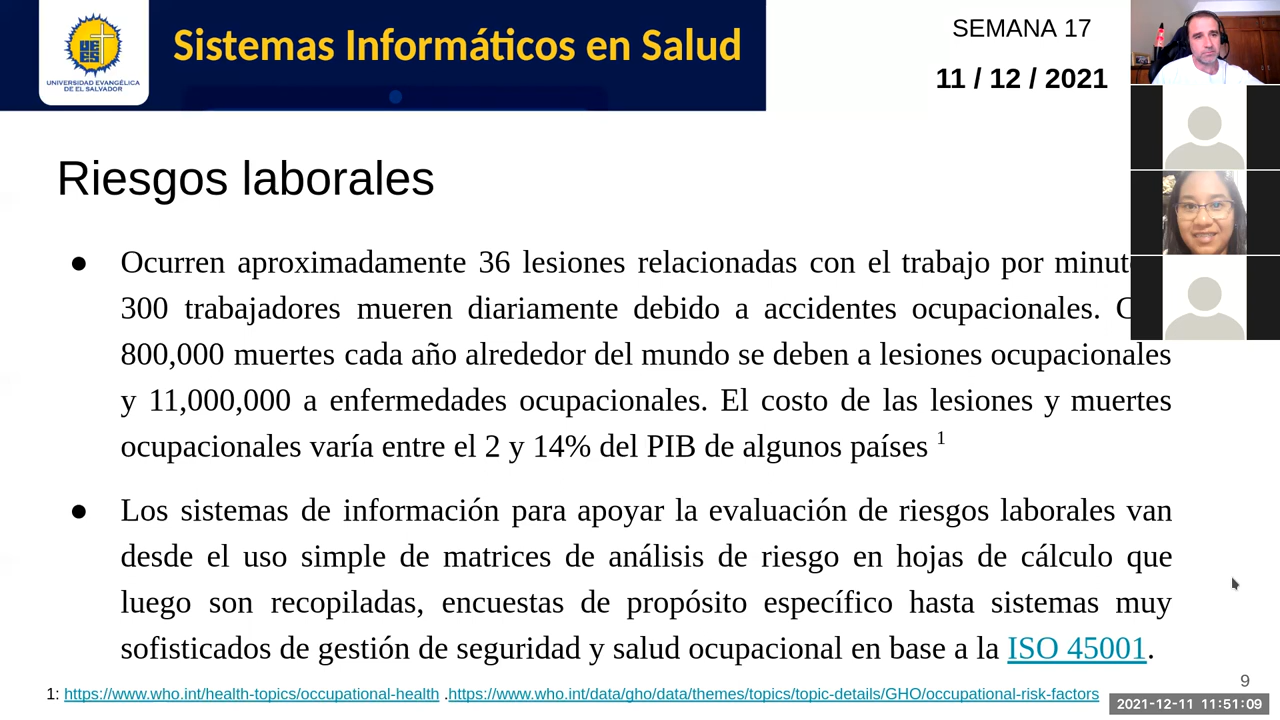 UNIVERSIDAD EVANGÉLICA
DE EL SALVADOR
Sistemas Informáticos en Salud
SEMANA 17
11 / 12 / 2021
Riesgos laborales
● Ocurren aproximadamente 36 lesiones relacionadas con el trabajo por
300 trabajadores mueren diariamente debido a accidentes ocupacionales.
800,000 muertes cada año alrededor del mundo se deben a lesiones ocupacionales
y 11,000,000 a enfermedades ocupacionales. El costo de las lesiones y muertes
ocupacionales varía entre el 2 y 14% del PIB de algunos países 1
● Los sistemas de información para apoyar la evaluación de riesgos laborales van
desde el uso simple de matrices de análisis de riesgo en hojas de cálculo que
luego son recopiladas, encuestas de propósito específico hasta sistemas muy
sofisticados de gestión de seguridad y salud ocupacional en base a la ISO 45001.
1: https://www.who.int/health-topics/occupational-health .https://www.who.int/data/gho/data/themes/topics/topic-details/GHO/occupational-risk-factors
9
2021-12-11 11:51:09